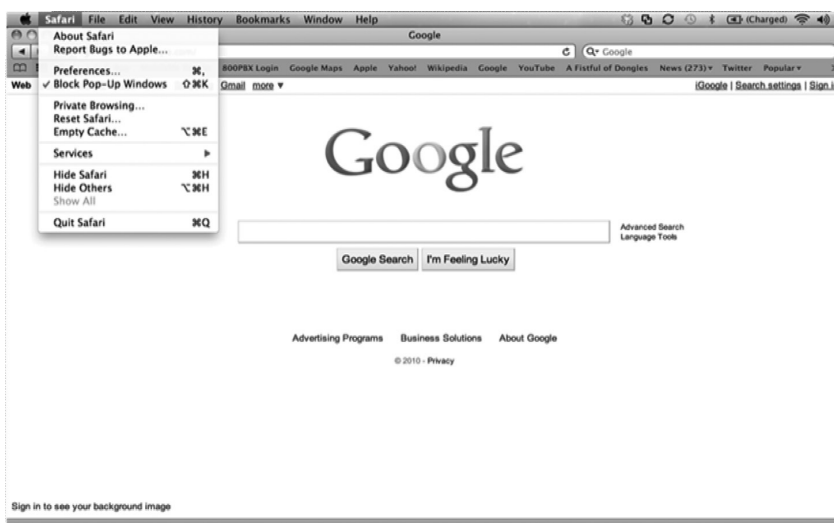 Safari File Edit View History Bookmarks Window Help (Charged)
Google
Google
800PBX Login Google Maps Apple Yahoo! Wikipedia Google YouTube A Fistful of Dongles News (273) Twitter Popular
Web Gmail more iGoogle | Search settings | Sign i
About Safari
Report Bugs to Apple...
Preferences... ⌘,
✓ Block Pop-Up Windows ⇧⌘K
Private Browsing...
Reset Safari...
Empty Cache... ⌥⌘E
Services
Hide Safari ⌘H
Hide Others ⌥⌘H
Show All
Quit Safari ⌘Q
Google
Advanced Search
Language Tools
Google Search I'm Feeling Lucky
Advertising Programs Business Solutions About Google
© 2010 - Privacy
Sign in to see your background image